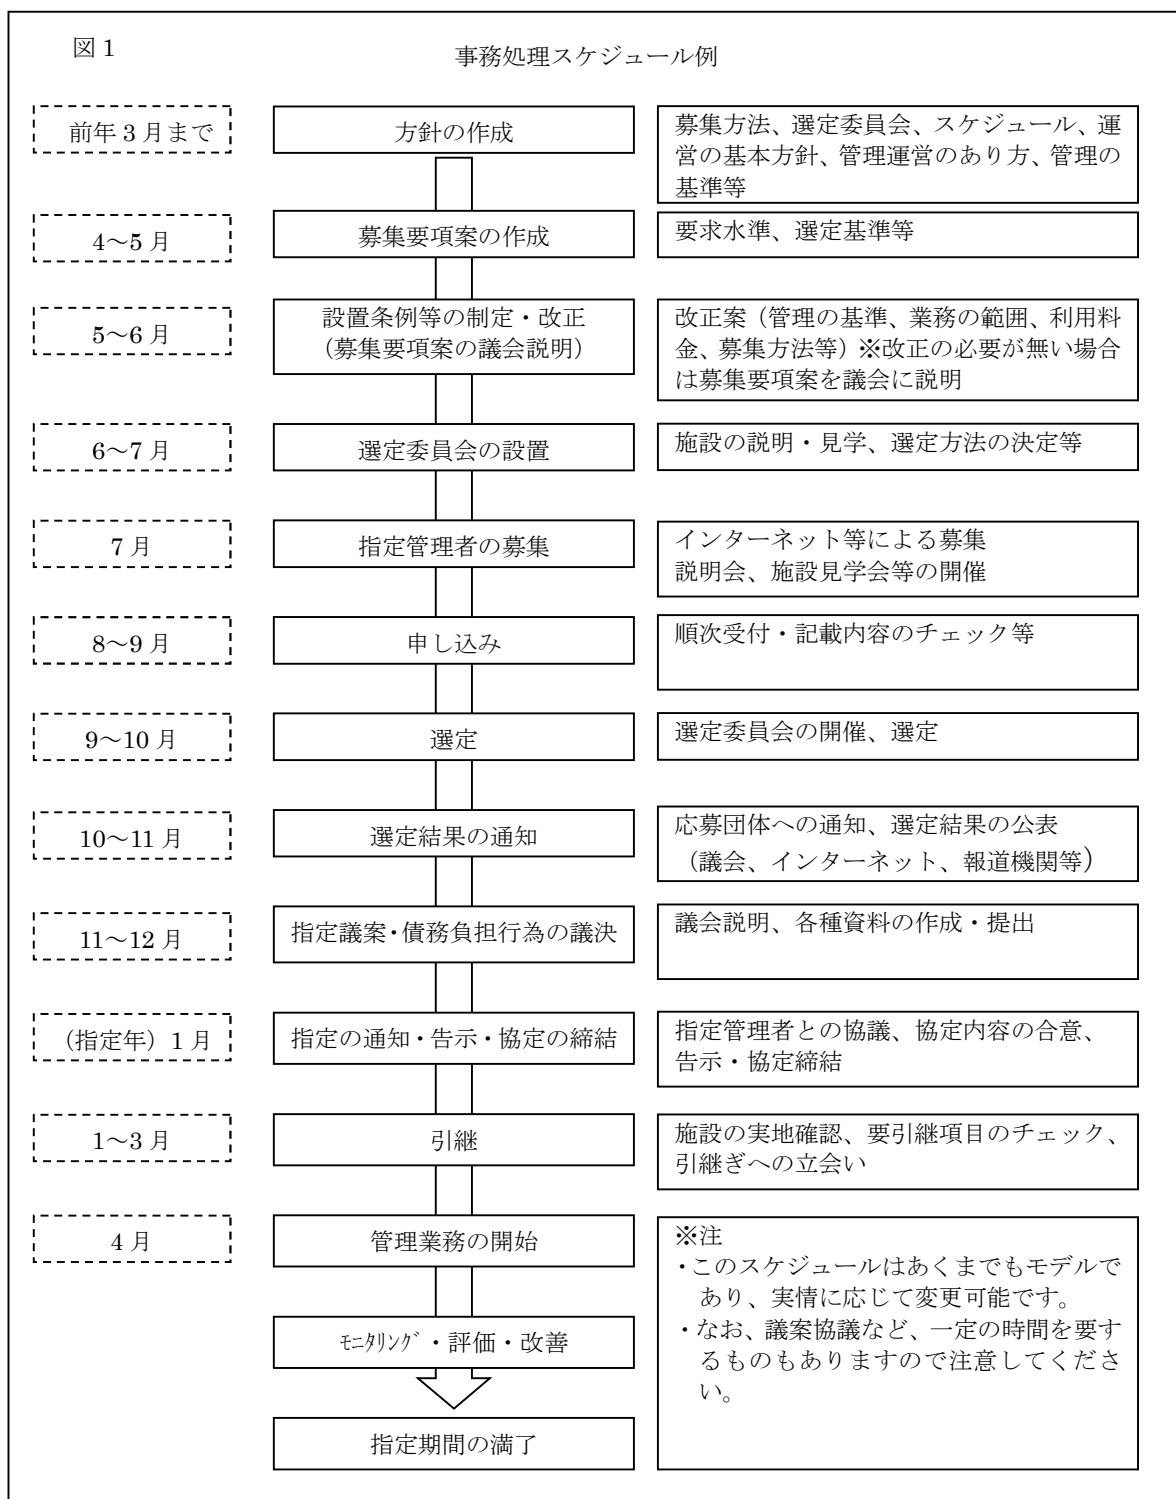 図1
事務処理スケジュール例
前年3月まで
方針の作成
募集方法、選定委員会、スケジュール、運
営の基本方針、管理運営のあり方、管理の
基準等
4～5月
募集要項案の作成
要求水準、選定基準等
5～6月
設置条例等の制定・改正
(募集要項案の議会説明)
改正案（管理の基準、業務の範囲、利用料
金、募集方法等）※改正の必要が無い場合
は募集要項案を議会に説明
6～7月
選定委員会の設置
施設の説明・見学、選定方法の決定等
7月
指定管理者の募集
インターネット等による募集
説明会、施設見学会等の開催
8～9月
申し込み
順次受付・記載内容のチェック等
9～10月
選定
選定委員会の開催、選定
10～11月
選定結果の通知
応募団体への通知、選定結果の公表
（議会、インターネット、報道機関等）
11～12月
指定議案・債務負担行為の議決
議会説明、各種資料の作成・提出
（指定年）1月
指定の通知・告示・協定の締結
指定管理者との協議、協定内容の合意、
告示・協定締結
1～3月
引継
施設の実地確認、要引継項目のチェック、
引継ぎへの立会い
4月
管理業務の開始
※注
・このスケジュールはあくまでもモデルで
あり、実情に応じて変更可能です。
・なお、議案協議など、一定の時間を要す
るものもありますので注意してくださ
い。
ﾓﾆﾀﾘﾝｸﾞ・評価・改善
指定期間の満了